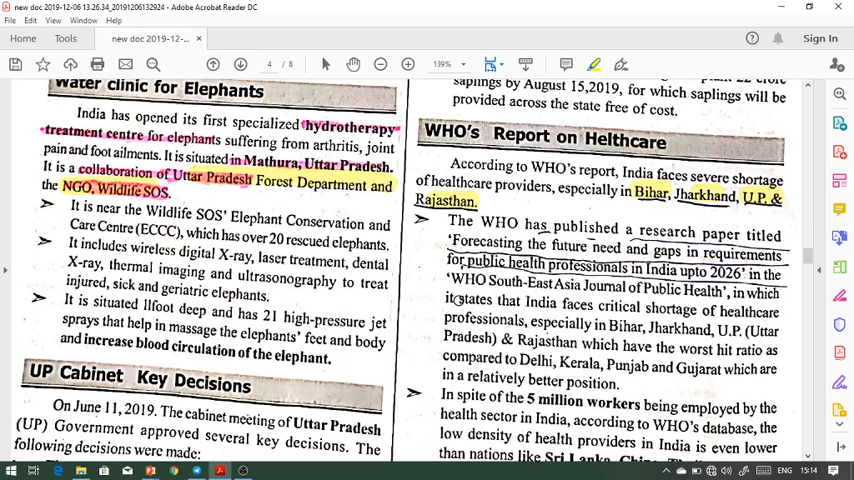 new doc 2019-12-06 13.26.34_20191206132924 - Adobe Acrobat Reader DC
File Edit View Window Help
Home Tools new doc 2019-12-... × Sign In
4 / 8 139%
Water clinic for Elephants
India has opened its first specialized hydrotherapy
treatment centre for elephants suffering from arthritis, joint
pain and foot ailments. It is situated in Mathura, Uttar Pradesh.
It is a collaboration of Uttar Pradesh Forest Department and
the NGO, Wildlife SOS.
It is near the Wildlife SOS' Elephant Conservation and
Care Centre (ECCC), which has over 20 rescued elephants.
It includes wireless digital X-ray, laser treatment, dental
X-ray, thermal imaging and ultrasonography to treat
injured, sick and geriatric elephants.
It is situated llfoot deep and has 21 high-pressure jet
sprays that help in massage the elephants' feet and body
and increase blood circulation of the elephant.
UP Cabinet Key Decisions
On June 11, 2019. The cabinet meeting of Uttar Pradesh
(UP) Government approved several key decisions. The
following decisions were made:
saplings by August 15,2019, for which saplings will be
provided across the state free of cost.
WHO's Report on Helthcare
According to WHO's report, India faces severe shortage
of healthcare providers, especially in Bihar, Jharkhand, U.P. &
Rajasthan.
The WHO has published a research paper titled
'Forecasting the future need and gaps in requirements
for public health professionals in India upto 2026' in the
'WHO South-East Asia Journal of Public Health', in which
it states that India faces critical shortage of healthcare
professionals, especially in Bihar, Jharkhand, U.P. (Uttar
Pradesh) & Rajasthan which have the worst hit ratio as
compared to Delhi, Kerala, Punjab and Gujarat which are
in a relatively better position.
In spite of the 5 million workers being employed by the
health sector in India, according to WHO's database, the
low density of health providers in India is even lower
than nations like Sri Lanka, China,
ENG 15:14